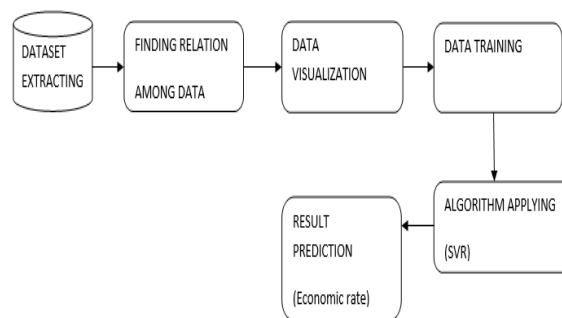 DATASET
EXTRACTING
FINDING RELATION
AMONG DATA
DATA
VISUALIZATION
DATA TRAINING
ALGORITHM APPLYING
(SVR)
RESULT
PREDICTION
(Economic rate)